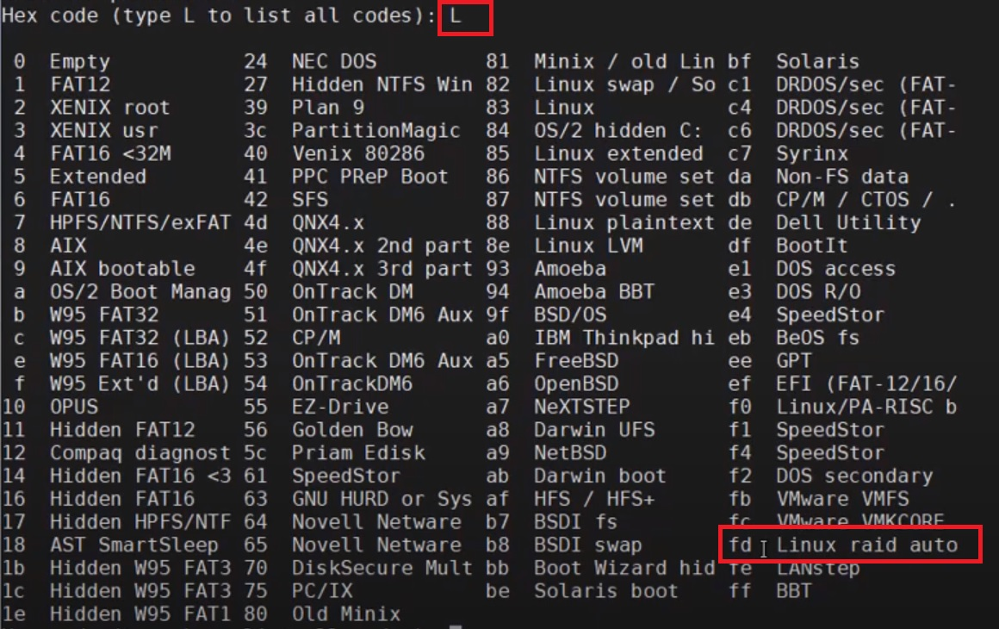 Hex code (type L to list all codes): L
0 Empty 24 NEC DOS 81 Minix / old Lin bf Solaris
1 FAT12 27 Hidden NTFS Win 82 Linux swap / So c1 DRDOS/sec (FAT-
2 XENIX root 39 Plan 9 83 Linux c4 DRDOS/sec (FAT-
3 XENIX usr 3c PartitionMagic 84 OS/2 hidden C: c6 DRDOS/sec (FAT-
4 FAT16 <32M 40 Venix 80286 85 Linux extended c7 Syrinx
5 Extended 41 PPC PReP Boot 86 NTFS volume set da Non-FS data
6 FAT16 42 SFS 87 NTFS volume set db CP/M / CTOS / .
7 HPFS/NTFS/exFAT 4d QNX4.x 88 Linux plaintext de Dell Utility
8 AIX 4e QNX4.x 2nd part 8e Linux LVM df BootIt
9 AIX bootable 4f QNX4.x 3rd part 93 Amoeba e1 DOS access
a OS/2 Boot Manag 50 OnTrack DM 94 Amoeba BBT e3 DOS R/O
b W95 FAT32 51 OnTrack DM6 Aux 9f BSD/OS e4 SpeedStor
c W95 FAT32 (LBA) 52 CP/M a0 IBM Thinkpad hi eb BeOS fs
e W95 FAT16 (LBA) 53 OnTrack DM6 Aux a5 FreeBSD ee GPT
f W95 Ext'd (LBA) 54 OnTrackDM6 a6 OpenBSD ef EFI (FAT-12/16/
10 OPUS 55 EZ-Drive a7 NeXTSTEP f0 Linux/PA-RISC b
11 Hidden FAT12 56 Golden Bow a8 Darwin UFS f1 SpeedStor
12 Compaq diagnost 5c Priam Edisk a9 NetBSD f4 SpeedStor
14 Hidden FAT16 <3 61 SpeedStor ab Darwin boot f2 DOS secondary
16 Hidden FAT16 63 GNU HURD or Sys af HFS / HFS+ fb VMware VMFS
17 Hidden HPFS/NTF 64 Novell Netware b7 BSDI fs fc VMware VMKCORE
18 AST SmartSleep 65 Novell Netware b8 BSDI swap fd Linux raid auto
1b Hidden W95 FAT3 70 DiskSecure Mult bb Boot Wizard hid fe LANstep
1c Hidden W95 FAT3 75 PC/IX be Solaris boot ff BBT
1e Hidden W95 FAT1 80 Old Minix